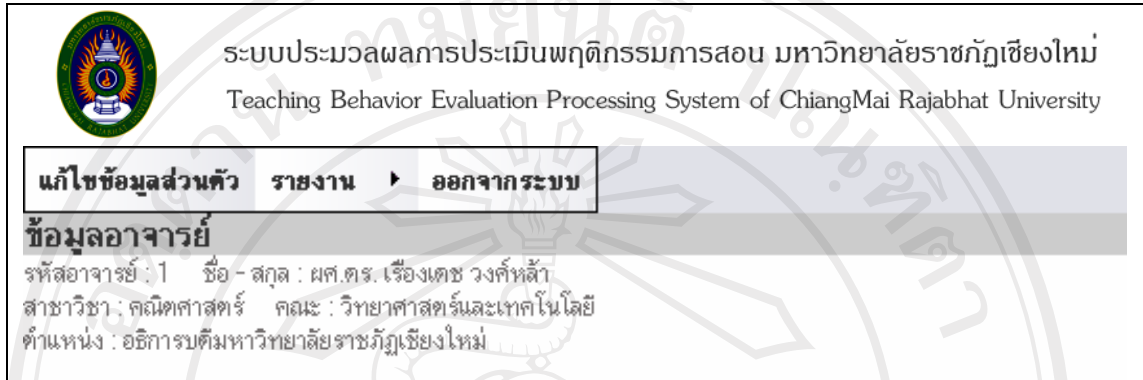 ระบบประมวลผลการประเมินพฤติกรรมการสอน มหาวิทยาลัยราชภัฏเชียงใหม่
Teaching Behavior Evaluation Processing System of ChiangMai Rajabhat University
แก้ไขข้อมูลส่วนตัว รายงาน ออกจากระบบ
ข้อมูลอาจารย์
รหัสอาจารย์ : 1 ชื่อ - สกุล : ผศ.ดร. เรืองเดช วงศ์หล้า
สาขาวิชา : คณิตศาสตร์ คณะ : วิทยาศาสตร์และเทคโนโลยี
ตำแหน่ง : อธิการบดีมหาวิทยาลัยราชภัฏเชียงใหม่